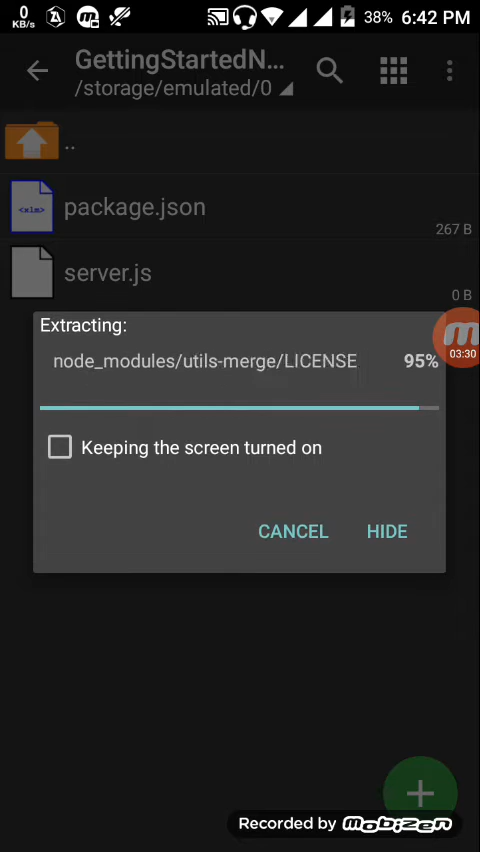 0
KB/s
38% 6:42 PM
GettingStartedN...
/storage/emulated/0
..
<xlm>
package.json
267 B
server.js
0 B
Extracting:
node_modules/utils-merge/LICENSE 95%
03:30
Keeping the screen turned on
CANCEL HIDE
Recorded by mobizen